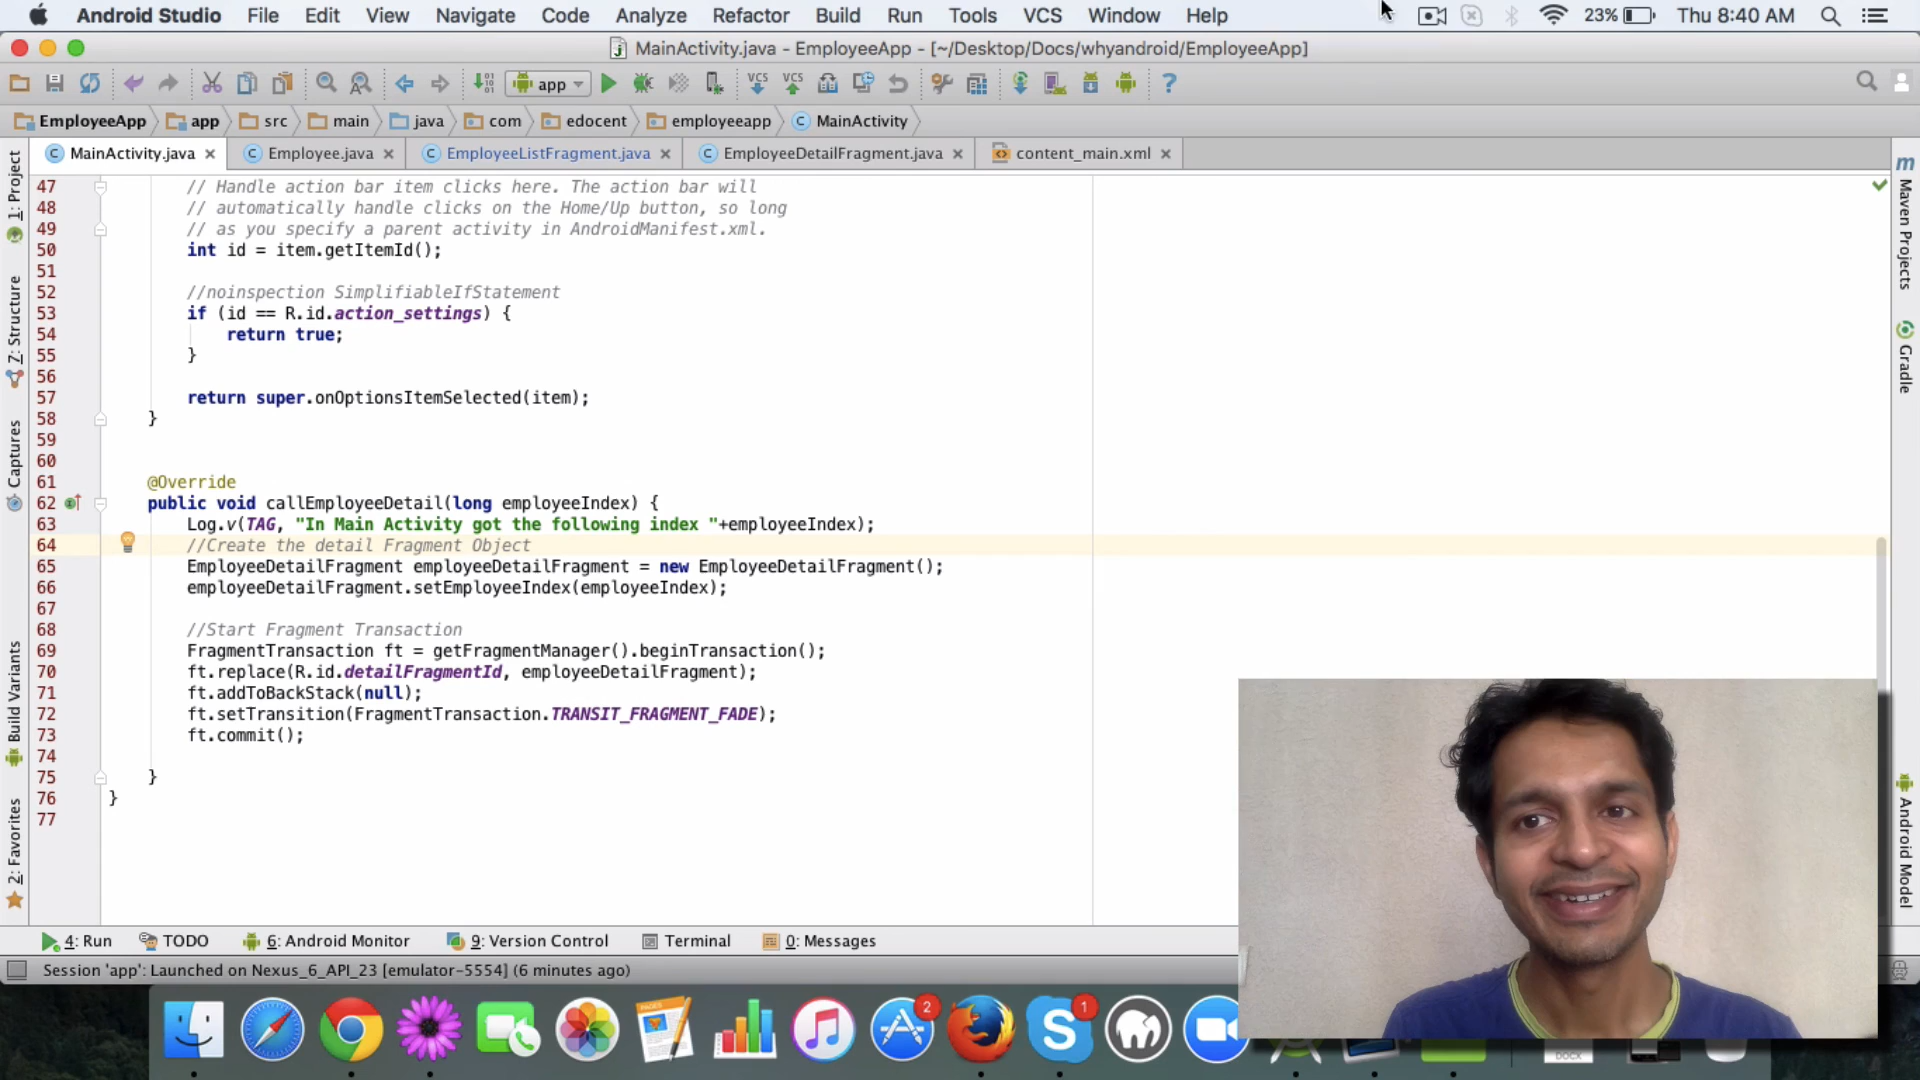 Android Studio File Edit View Navigate Code Analyze Refactor Build Run Tools VCS Window Help 23% Thu 8:40 AM
MainActivity.java - EmployeeApp - [~/Desktop/Docs/whyandroid/EmployeeApp]
app VCS VCS ?
EmployeeApp app src main java com edocent employeeapp MainActivity
MainActivity.java Employee.java EmployeeListFragment.java EmployeeDetailFragment.java content_main.xml
1: Project
7: Structure
Captures
Build Variants
2: Favorites
47 // Handle action bar item clicks here. The action bar will
48 // automatically handle clicks on the Home/Up button, so long
49 // as you specify a parent activity in AndroidManifest.xml.
50 int id = item.getItemId();
51
52 //noinspection SimplifiableIfStatement
53 if (id == R.id.action_settings) {
54 return true;
55 }
56
57 return super.onOptionsItemSelected(item);
58 }
59
60
61 @Override
62 public void callEmployeeDetail(long employeeIndex) {
63 Log.v(TAG, "In Main Activity got the following index "+employeeIndex);
64 //Create the detail Fragment Object
65 EmployeeDetailFragment employeeDetailFragment = new EmployeeDetailFragment();
66 employeeDetailFragment.setEmployeeIndex(employeeIndex);
67
68 //Start Fragment Transaction
69 FragmentTransaction ft = getFragmentManager().beginTransaction();
70 ft.replace(R.id.detailFragmentId, employeeDetailFragment);
71 ft.addToBackStack(null);
72 ft.setTransition(FragmentTransaction.TRANSIT_FRAGMENT_FADE);
73 ft.commit();
74
75 }
76 }
77
Maven Projects
Gradle
Android Model
4: Run TODO 6: Android Monitor 9: Version Control Terminal 0: Messages
Session 'app': Launched on Nexus_6_API_23 [emulator-5554] (6 minutes ago)
PAGES
2
1
DOCX